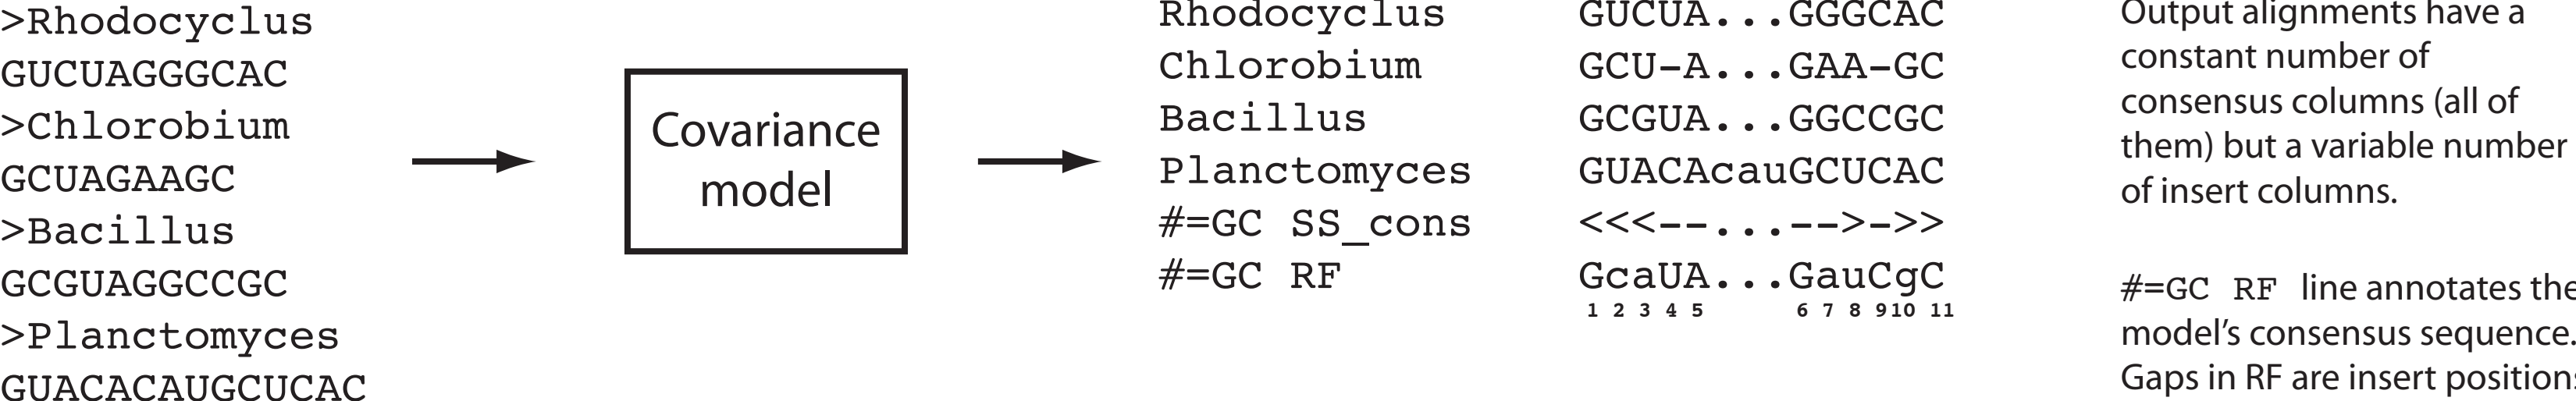 >Rhodocyclus
GUCUAGGGCAC
>Chlorobium
GCUAGAAGC
>Bacillus
GCGUAGGCCGC
>Planctomyces
GUACACAUGCUCAC
Covariance
model
Rhodocyclus GUCUA...GGGCAC
Chlorobium GCU-A...GAA-GC
Bacillus GCGUA...GGCCGC
Planctomyces GUACAcauGCUCAC
#=GC SS_cons <<<--...-->->>
#=GC RF GcaUA...GauCgC
1 2 3 4 5 6 7 8 9 10 11
Output alignments have a
constant number of
consensus columns (all of
them) but a variable number
of insert columns.
#=GC RF line annotates the
model's consensus sequence.
Gaps in RF are insert positions